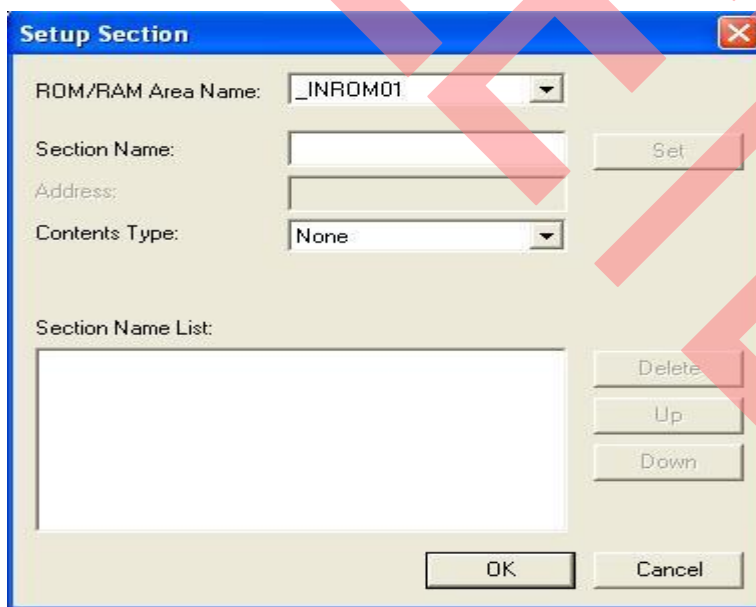 Setup Section
ROM/RAM Area Name: _INROM01
Section Name: Set
Address:
Contents Type: None
Section Name List:
Delete
Up
Down
OK Cancel